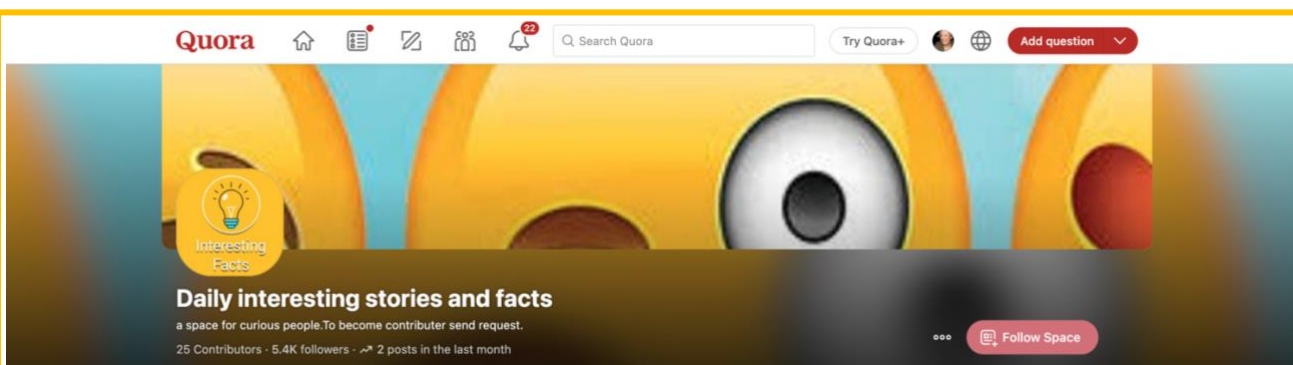 Quora
22
Search Quora
Try Quora+
Add question
Interesting
Facts
Daily interesting stories and facts
a space for curious people.To become contributer send request.
25 Contributors · 5.4K followers · 2 posts in the last month
Follow Space